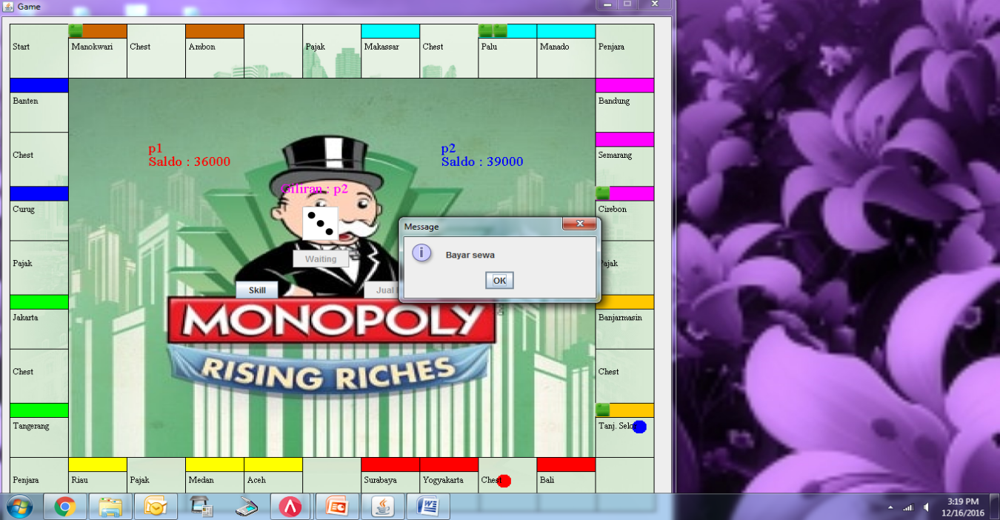 Game
Start
Manokwari
Chest
Ambon
Pajak
Makassar
Chest
Palu
Manado
Penjara
Banten
Bandung
Chest
p1
Saldo : 36000
p2
Saldo : 39000
Semarang
Giliran : p2
Curug
Cirebon
Message
Bayar sewa
OK
Waiting
Pajak
Pajak
Skill
Jual
Jakarta
Banjarmasin
MONOPOLY
RISING RICHES
Chest
Chest
Tangerang
Tanj. Selor
Penjara
Riau
Pajak
Medan
Aceh
Surabaya
Yogyakarta
Chest
Bali
3:19 PM
12/16/2016